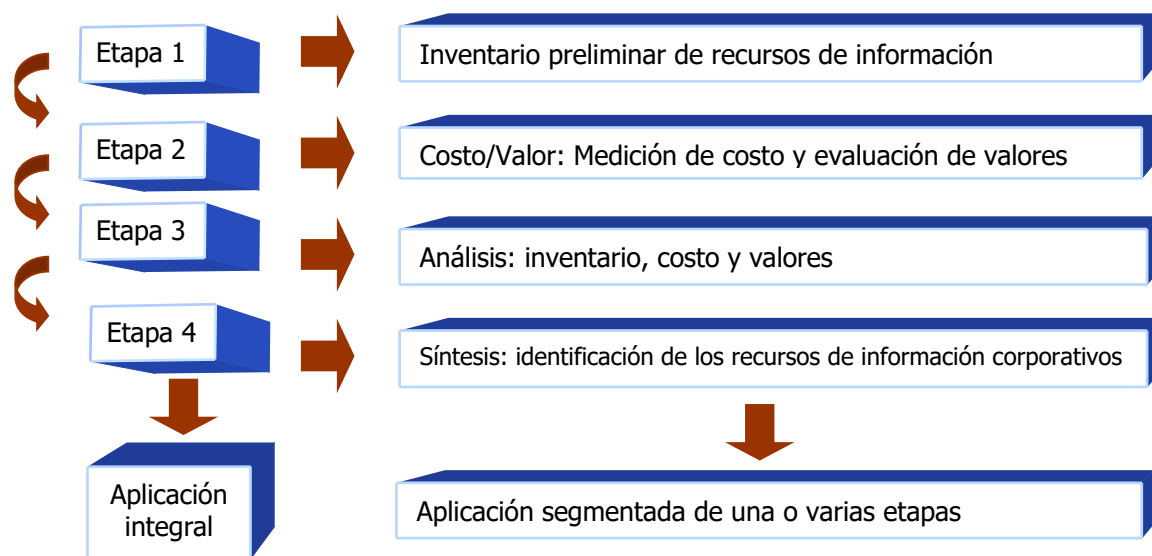 Etapa 1
Inventario preliminar de recursos de información
Etapa 2
Costo/Valor: Medición de costo y evaluación de valores
Etapa 3
Análisis: inventario, costo y valores
Etapa 4
Síntesis: identificación de los recursos de información corporativos
Aplicación
integral
Aplicación segmentada de una o varias etapas